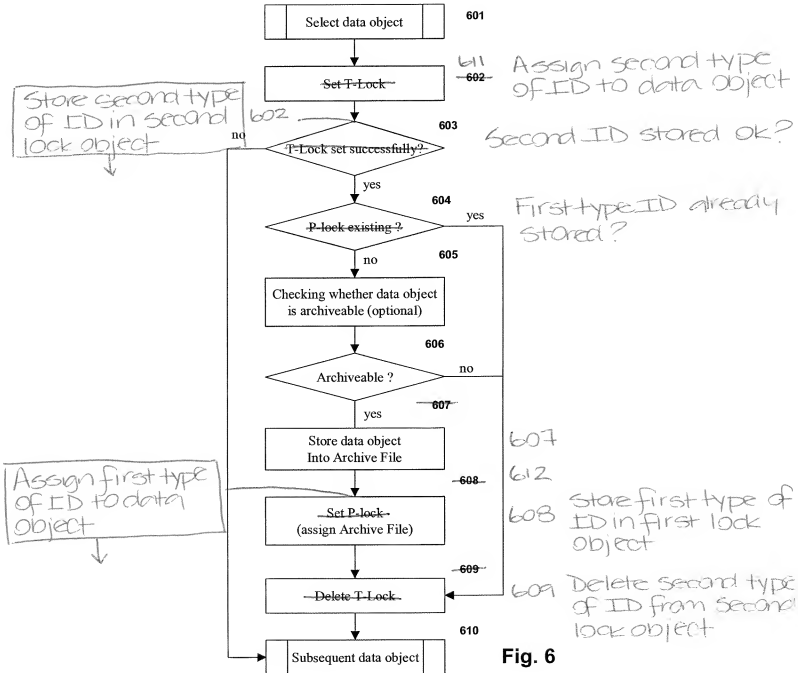 Select data object
601
611
Set T-Lock
602
Assign second type
of ID to data object
Store second type
of ID in second
lock object
no
602
603
T-Lock set successfully?
Second ID stored ok?
yes
604
P-lock existing ?
yes
First type ID already
stored?
no
605
Checking whether data object
is archiveable (optional)
606
Archiveable ?
no
607
yes
Store data object
Into Archive File
607
612
608
Assign first type
of ID to data
object
Set P-lock
(assign Archive File)
608 Store first type of
ID in first lock
object
609
Delete T-Lock
609 Delete second type
of ID from second
lock object
610
Subsequent data object
Fig. 6